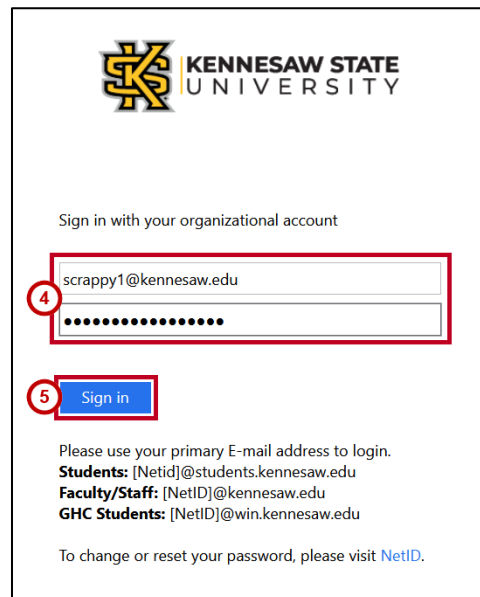 KS
KENNESAW STATE
UNIVERSITY
Sign in with your organizational account
4
scrappy1@kennesaw.edu
●●●●●●●●●●●●●●●●●
5
Sign in
Please use your primary E-mail address to login.
Students: [Netid]@students.kennesaw.edu
Faculty/Staff: [NetID]@kennesaw.edu
GHC Students: [NetID]@win.kennesaw.edu
To change or reset your password, please visit NetID.